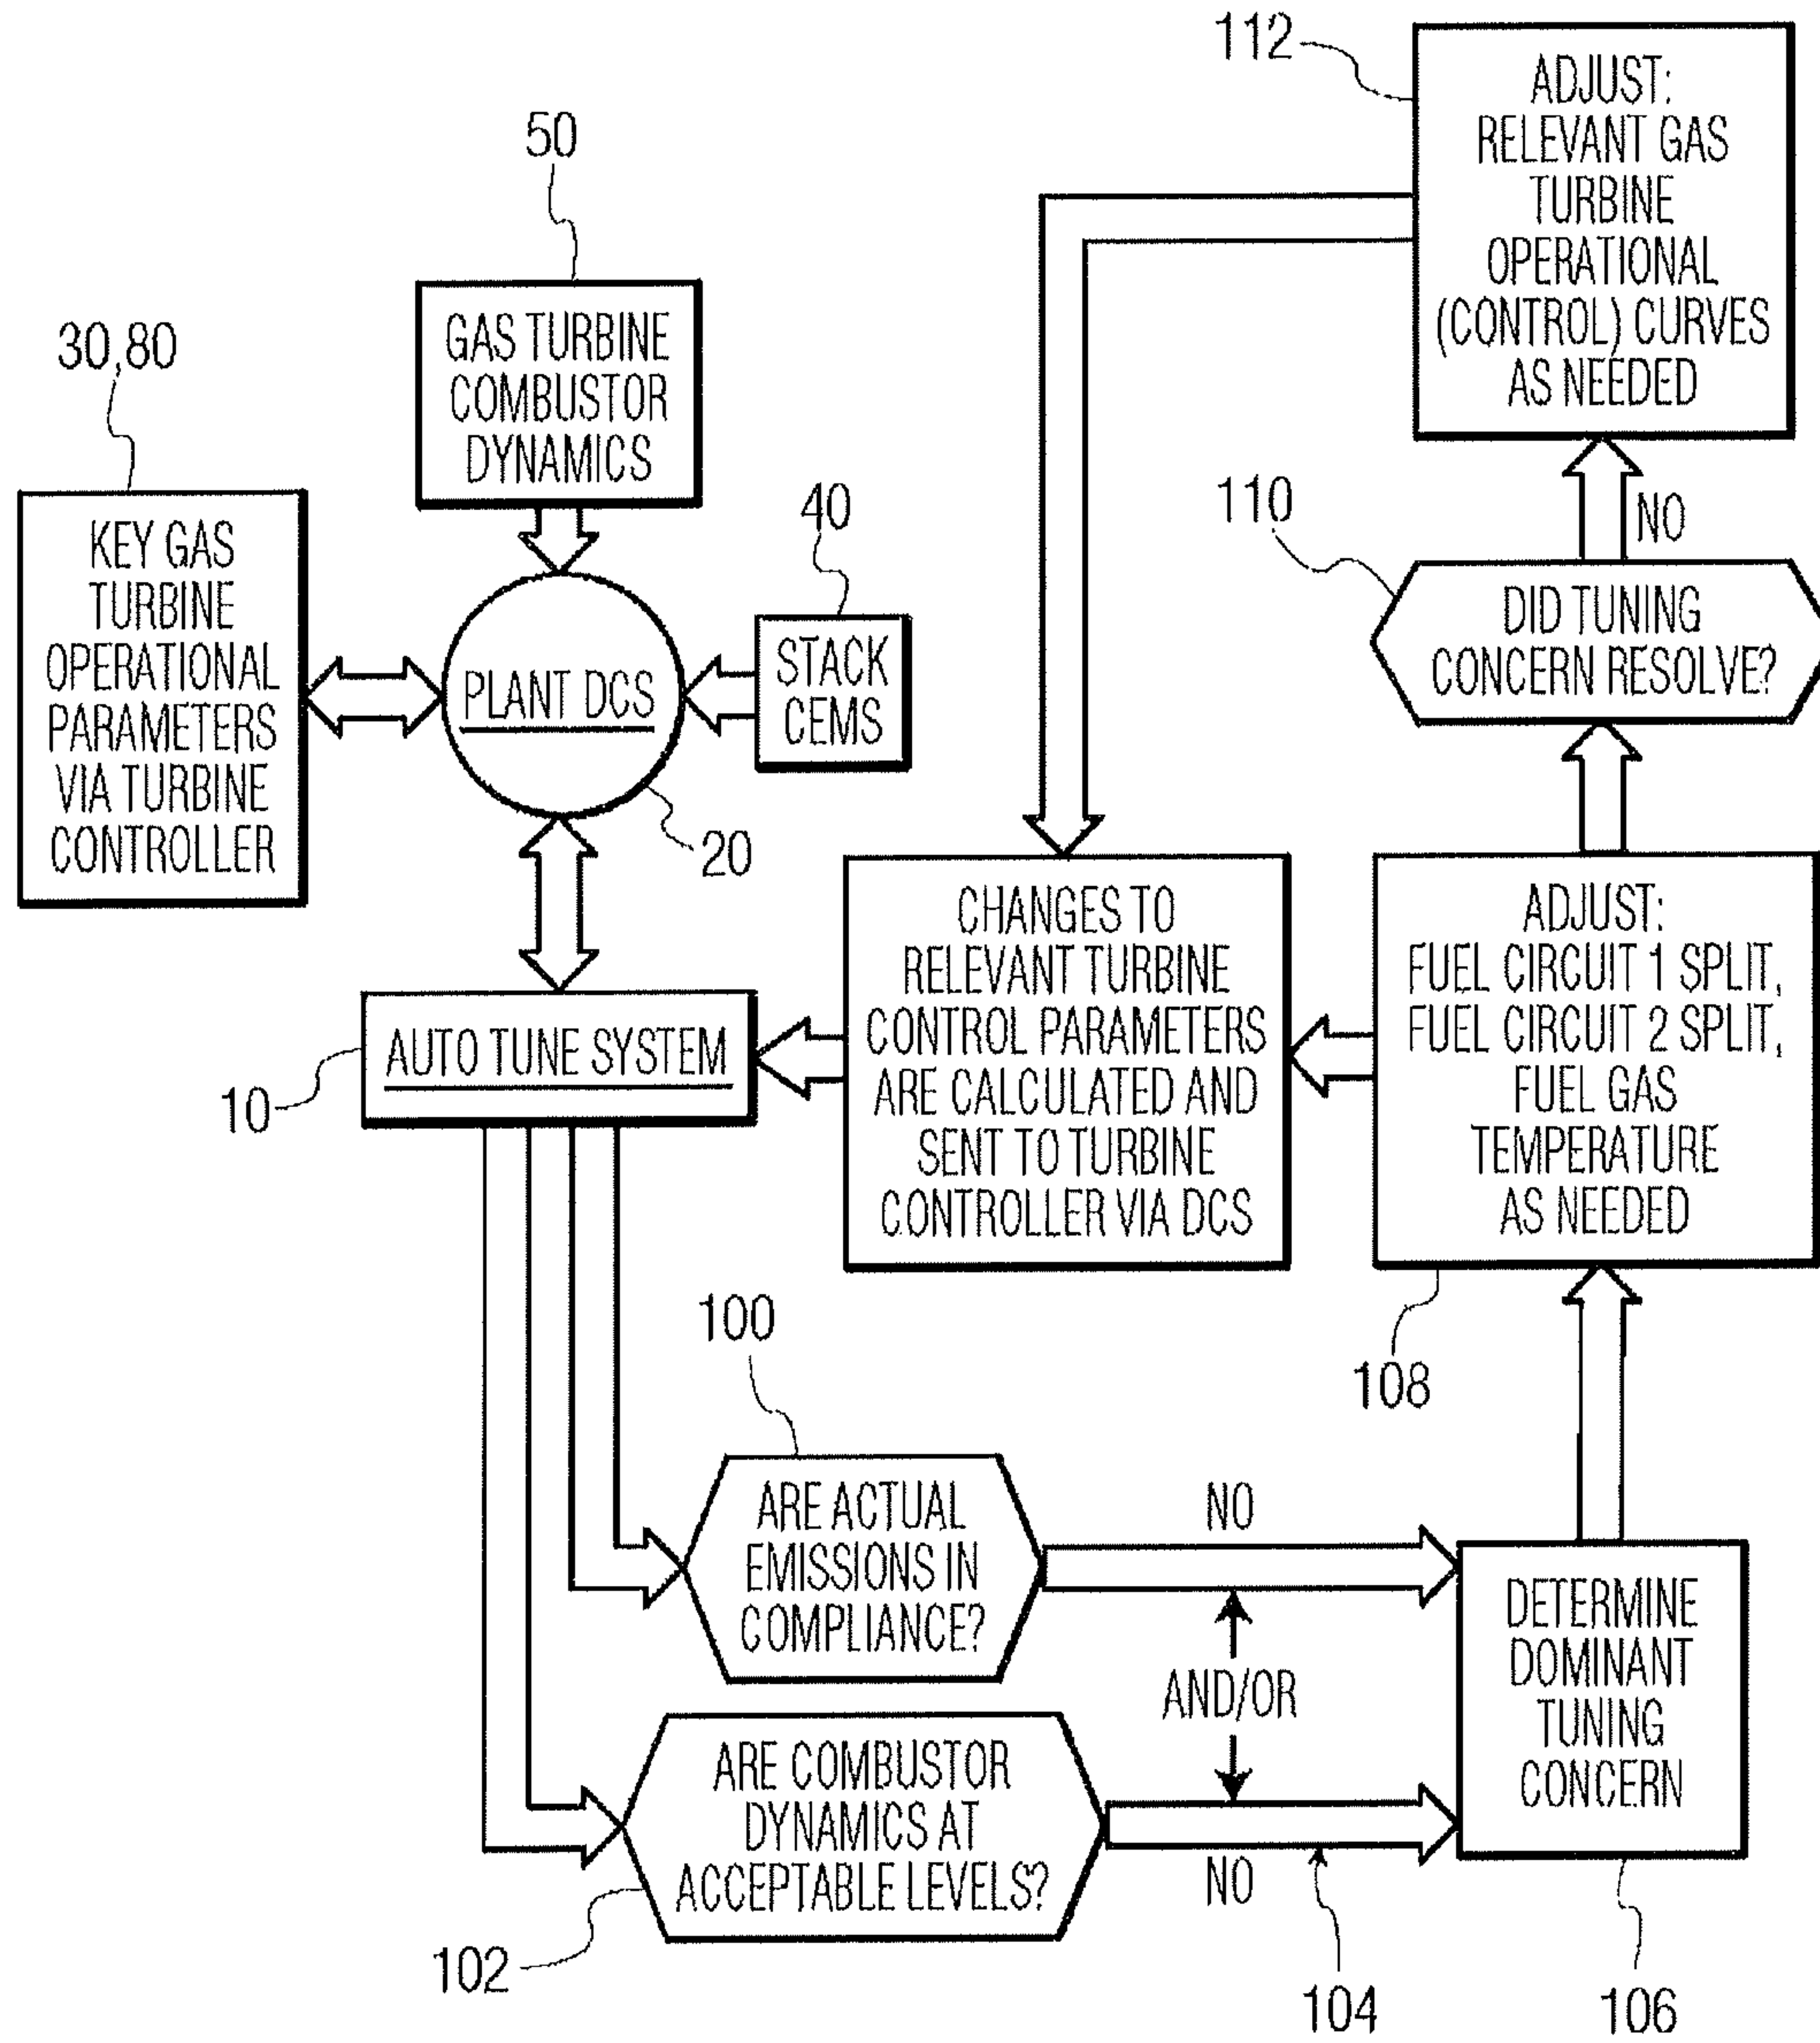 112
ADJUST:
RELEVANT GAS
TURBINE
OPERATIONAL
(CONTROL) CURVES
AS NEEDED
50
GAS TURBINE
COMBUSTOR
DYNAMICS
30,80
KEY GAS
TURBINE
OPERATIONAL
PARAMETERS
VIA TURBINE
CONTROLLER
40
STACK
CEMS
PLANT DCS
20
110
NO
DID TUNING
CONCERN RESOLVE?
AUTO TUNE SYSTEM
10
CHANGES TO
RELEVANT TURBINE
CONTROL PARAMETERS
ARE CALCULATED AND
SENT TO TURBINE
CONTROLLER VIA DCS
ADJUST:
FUEL CIRCUIT 1 SPLIT,
FUEL CIRCUIT 2 SPLIT,
FUEL GAS
TEMPERATURE
AS NEEDED
108
100
ARE ACTUAL
EMISSIONS IN
COMPLIANCE?
NO
AND/OR
ARE COMBUSTOR
DYNAMICS AT
ACCEPTABLE LEVELS?
NO
102
104
DETERMINE
DOMINANT
TUNING
CONCERN
106